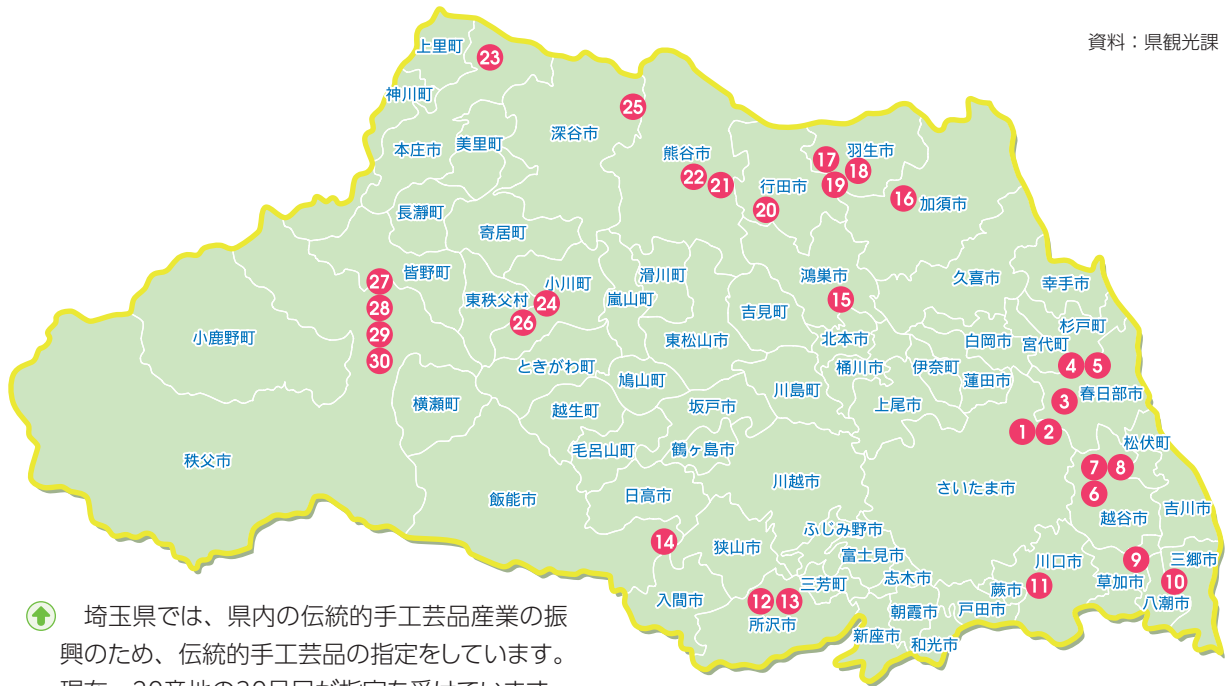 資料：県観光課
上里町
23
神川町
25
深谷市
本庄市
美里町
熊谷市
22
21
17
羽生市
18
19
行田市
20
16
加須市
長瀞町
寄居町
27
皆野町
28
29
30
小鹿野町
東秩父村
24
小川町
26
嵐山町
滑川町
吉見町
鴻巣市
15
久喜市
幸手市
杉戸町
宮代町
白岡市
北本市
東松山市
ときがわ町
鳩山町
川島町
桶川市
伊奈町
蓮田市
上尾市
4
5
3
春日部市
1
2
横瀬町
越生町
坂戸市
毛呂山町
鶴ヶ島市
松伏町
7
8
6
秩父市
飯能市
日高市
川越市
さいたま市
越谷市
吉川市
14
狭山市
ふじみ野市
富士見市
三芳町
志木市
川口市
9
三郷市
10
草加市
八潮市
入間市
12
13
所沢市
朝霞市
新座市
和光市
戸田市
蕨市
11
埼玉県では、県内の伝統的手工芸品産業の振
興のため、伝統的手工芸品の指定をしています。